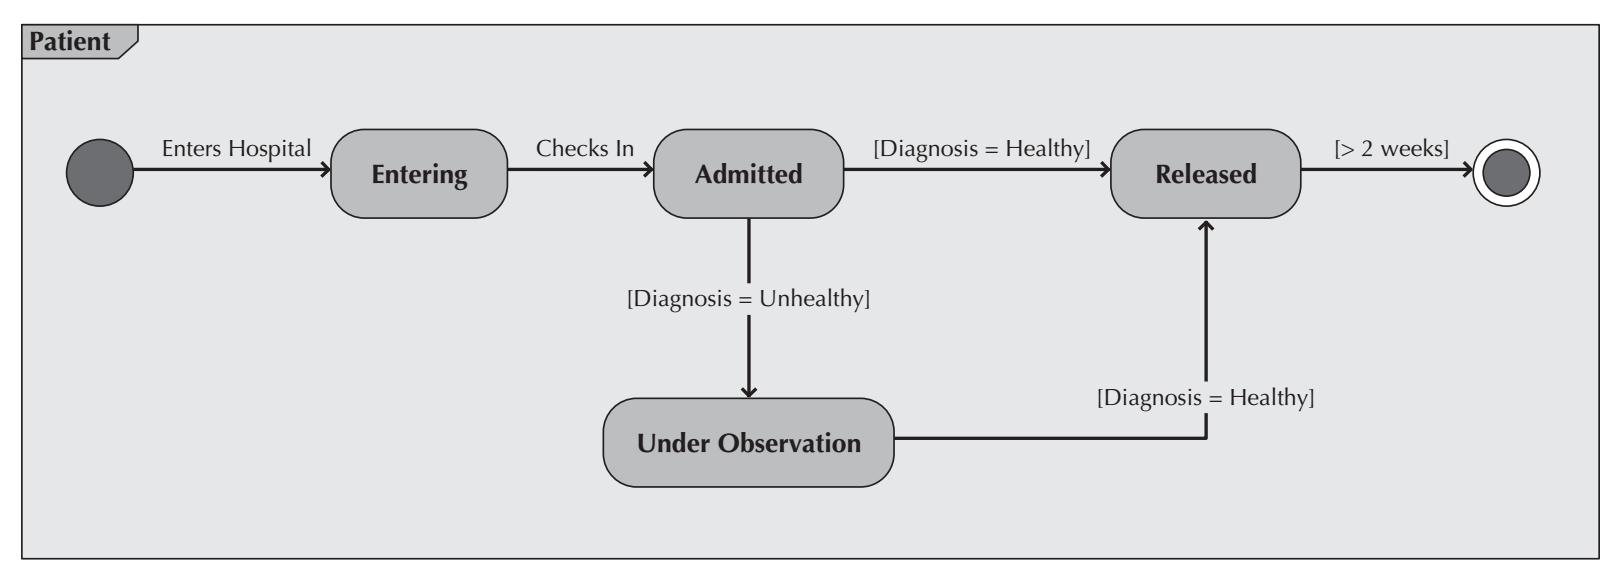 Patient
Enters Hospital
Entering
Checks In
Admitted
[Diagnosis = Healthy]
Released
[> 2 weeks]
[Diagnosis = Unhealthy]
[Diagnosis = Healthy]
Under Observation